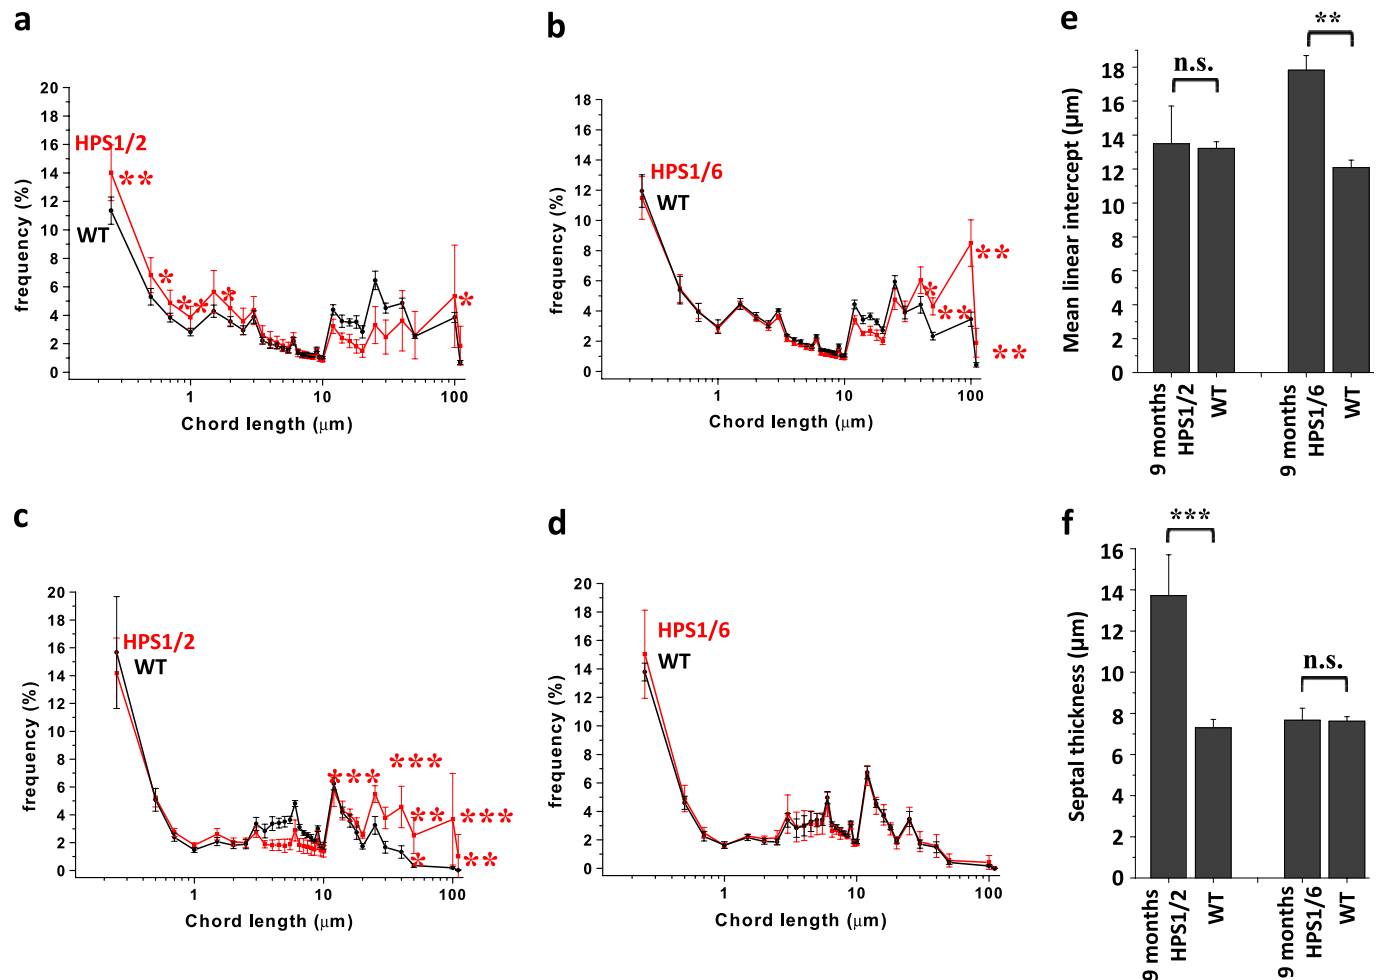 a
frequency (%)
20
18
16
14
12
10
8
6
4
2
0
HPS1/2
WT
**
*
**
*
*
1
10
100
Chord length (μm)
b
frequency (%)
18
16
14
12
10
8
6
4
2
0
HPS1/6
WT
**
*
**
**
1
10
100
Chord length (μm)
e
Mean linear intercept (μm)
18
16
14
12
10
8
6
4
2
0
n.s.
**
9 months
HPS1/2
WT
9 months
HPS1/6
WT
c
frequency (%)
20
18
16
14
12
10
8
6
4
2
0
HPS1/2
WT
***
***
**
***
*
**
1
10
100
Chord length (μm)
d
frequency (%)
20
18
16
14
12
10
8
6
4
2
0
HPS1/6
WT
1
10
100
Chord length (μm)
f
Septal thickness (μm)
16
14
12
10
8
6
4
2
0
***
n.s.
9 months
HPS1/2
WT
9 months
HPS1/6
WT